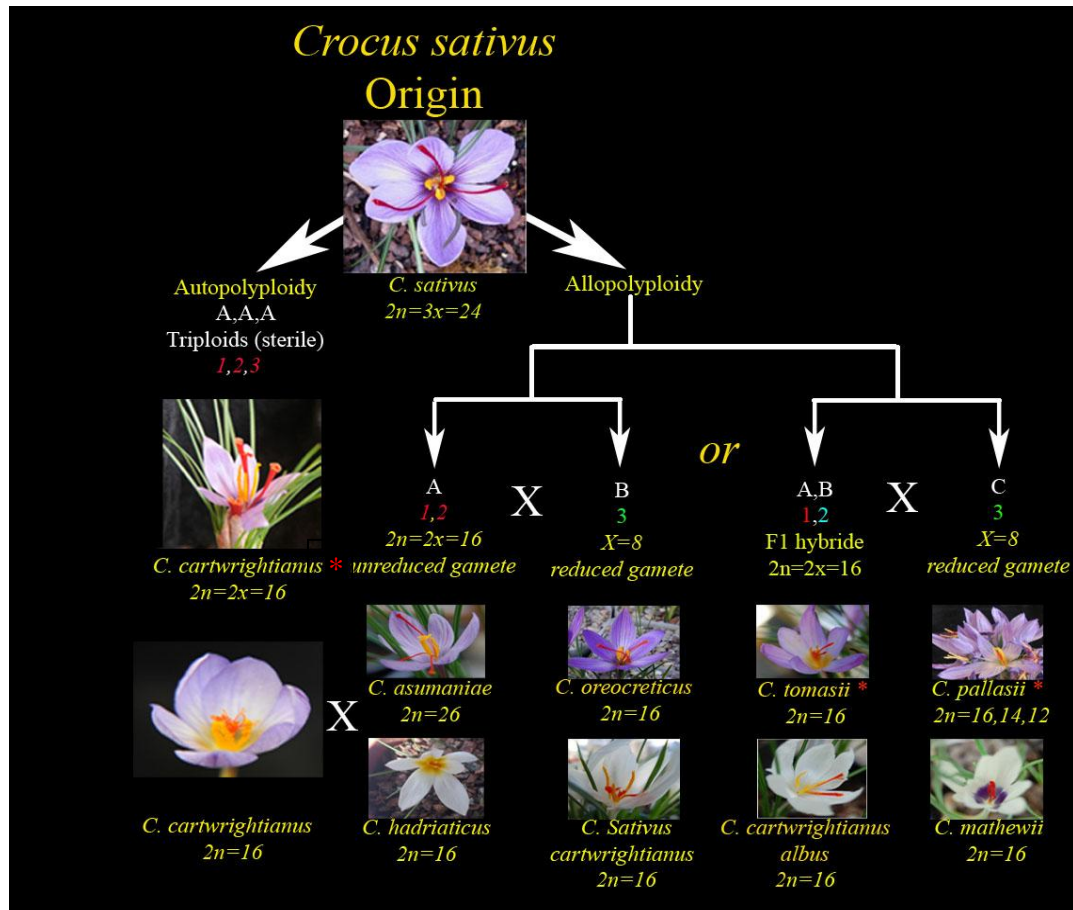 Crocus sativus
Origin
C. sativus
2n=3x=24
Autopolyploidy
A,A,A
Triploids (sterile)
1,2,3
Allopolyploidy
C. cartwrightianus *
2n=2x=16
A
1,2
2n=2x=16
unreduced gamete
X
B
3
X=8
reduced gamete
or
A,B
1,2
F1 hybride
2n=2x=16
X
C
3
X=8
reduced gamete
C. cartwrightianus
2n=16
X
C. asumaniae
2n=26
C. oreocreticus
2n=16
C. tomasii *
2n=16
C. pallasii *
2n=16,14,12
C. hadriaticus
2n=16
C. Sativus
cartwrightianus
2n=16
C. cartwrightianus
albus
2n=16
C. mathewii
2n=16